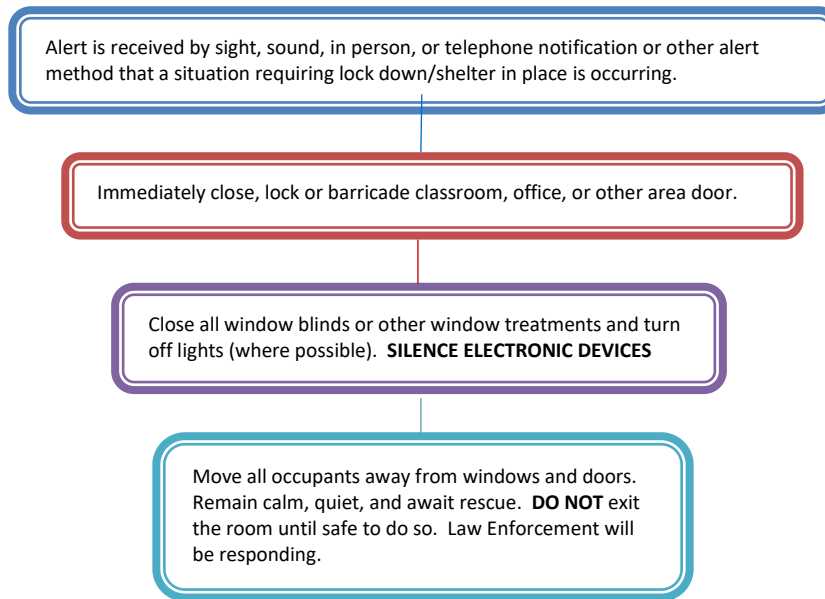 Alert is received by sight, sound, in person, or telephone notification or other alert
method that a situation requiring lock down/shelter in place is occurring.
Immediately close, lock or barricade classroom, office, or other area door.
Close all window blinds or other window treatments and turn
off lights (where possible).  SILENCE ELECTRONIC DEVICES
Move all occupants away from windows and doors.
Remain calm, quiet, and await rescue.  DO NOT exit
the room until safe to do so.  Law Enforcement will
be responding.